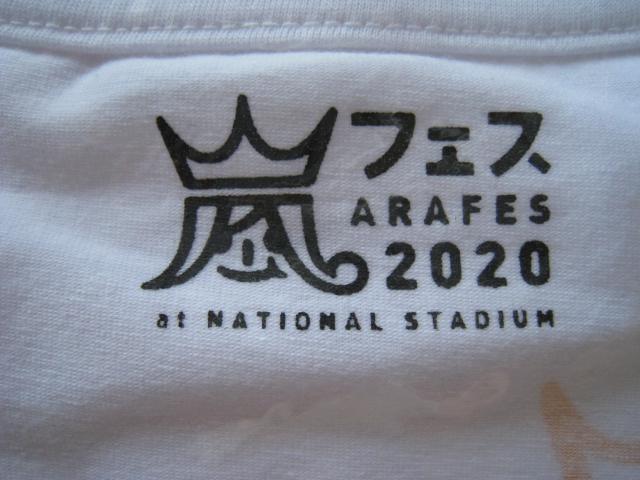 嵐フェス
ARAFES
2020
at NATIONAL STADIUM